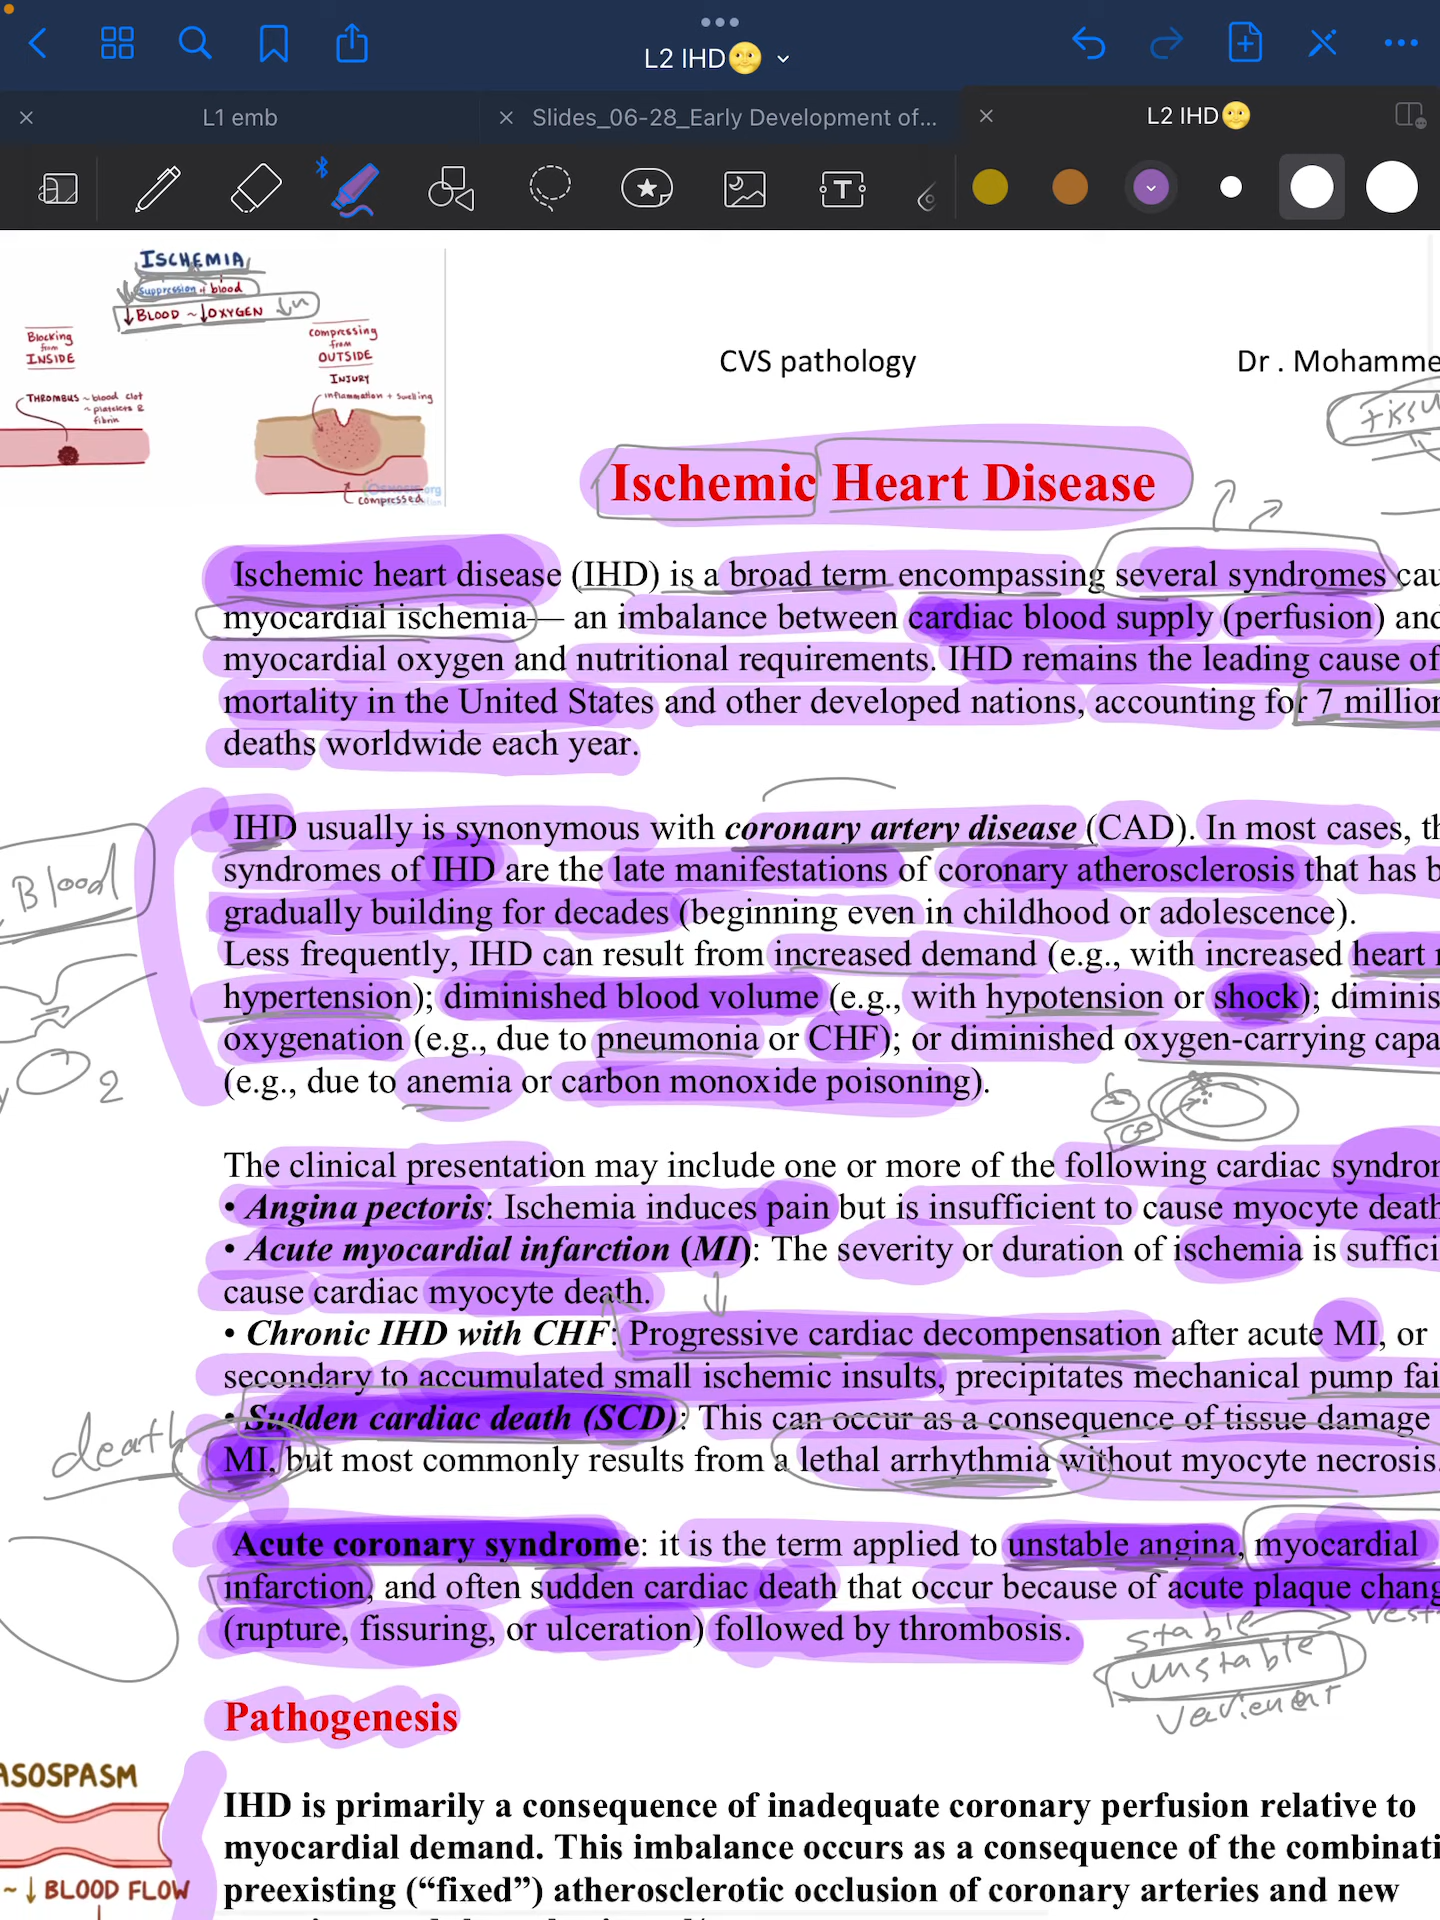 L2 IHD🌝
L1 emb
Slides_06-28_Early Development of...
L2 IHD🌝
ISCHEMIA
suppression of blood
↓BLOOD ~ ↓OXYGEN
Blocking
from
INSIDE
THROMBUS ~ blood clot
~ platelets &
fibrin
compressing
from
OUTSIDE
INJURY
inflammation + swelling
compressed
CVS pathology
Dr . Mohamme
Ischemic Heart Disease
Ischemic heart disease (IHD) is a broad term encompassing several syndromes cau
myocardial ischemia— an imbalance between cardiac blood supply (perfusion) and
myocardial oxygen and nutritional requirements. IHD remains the leading cause of
mortality in the United States and other developed nations, accounting for 7 million
deaths worldwide each year.
IHD usually is synonymous with coronary artery disease (CAD). In most cases, th
syndromes of IHD are the late manifestations of coronary atherosclerosis that has b
gradually building for decades (beginning even in childhood or adolescence).
Less frequently, IHD can result from increased demand (e.g., with increased heart r
hypertension); diminished blood volume (e.g., with hypotension or shock); diminis
oxygenation (e.g., due to pneumonia or CHF); or diminished oxygen-carrying capa
(e.g., due to anemia or carbon monoxide poisoning).
Blood
O2
CO
The clinical presentation may include one or more of the following cardiac syndrom
• Angina pectoris: Ischemia induces pain but is insufficient to cause myocyte death
• Acute myocardial infarction (MI): The severity or duration of ischemia is suffici
cause cardiac myocyte death.
• Chronic IHD with CHF: Progressive cardiac decompensation after acute MI, or
secondary to accumulated small ischemic insults, precipitates mechanical pump fai
• Sudden cardiac death (SCD): This can occur as a consequence of tissue damage
MI, but most commonly results from a lethal arrhythmia without myocyte necrosis.
death
Acute coronary syndrome: it is the term applied to unstable angina, myocardial
infarction, and often sudden cardiac death that occur because of acute plaque chang
(rupture, fissuring, or ulceration) followed by thrombosis.
stable
unstable
Pathogenesis
ASOSPASM
~ ↓ BLOOD FLOW
IHD is primarily a consequence of inadequate coronary perfusion relative to
myocardial demand. This imbalance occurs as a consequence of the combinati
preexisting (“fixed”) atherosclerotic occlusion of coronary arteries and new